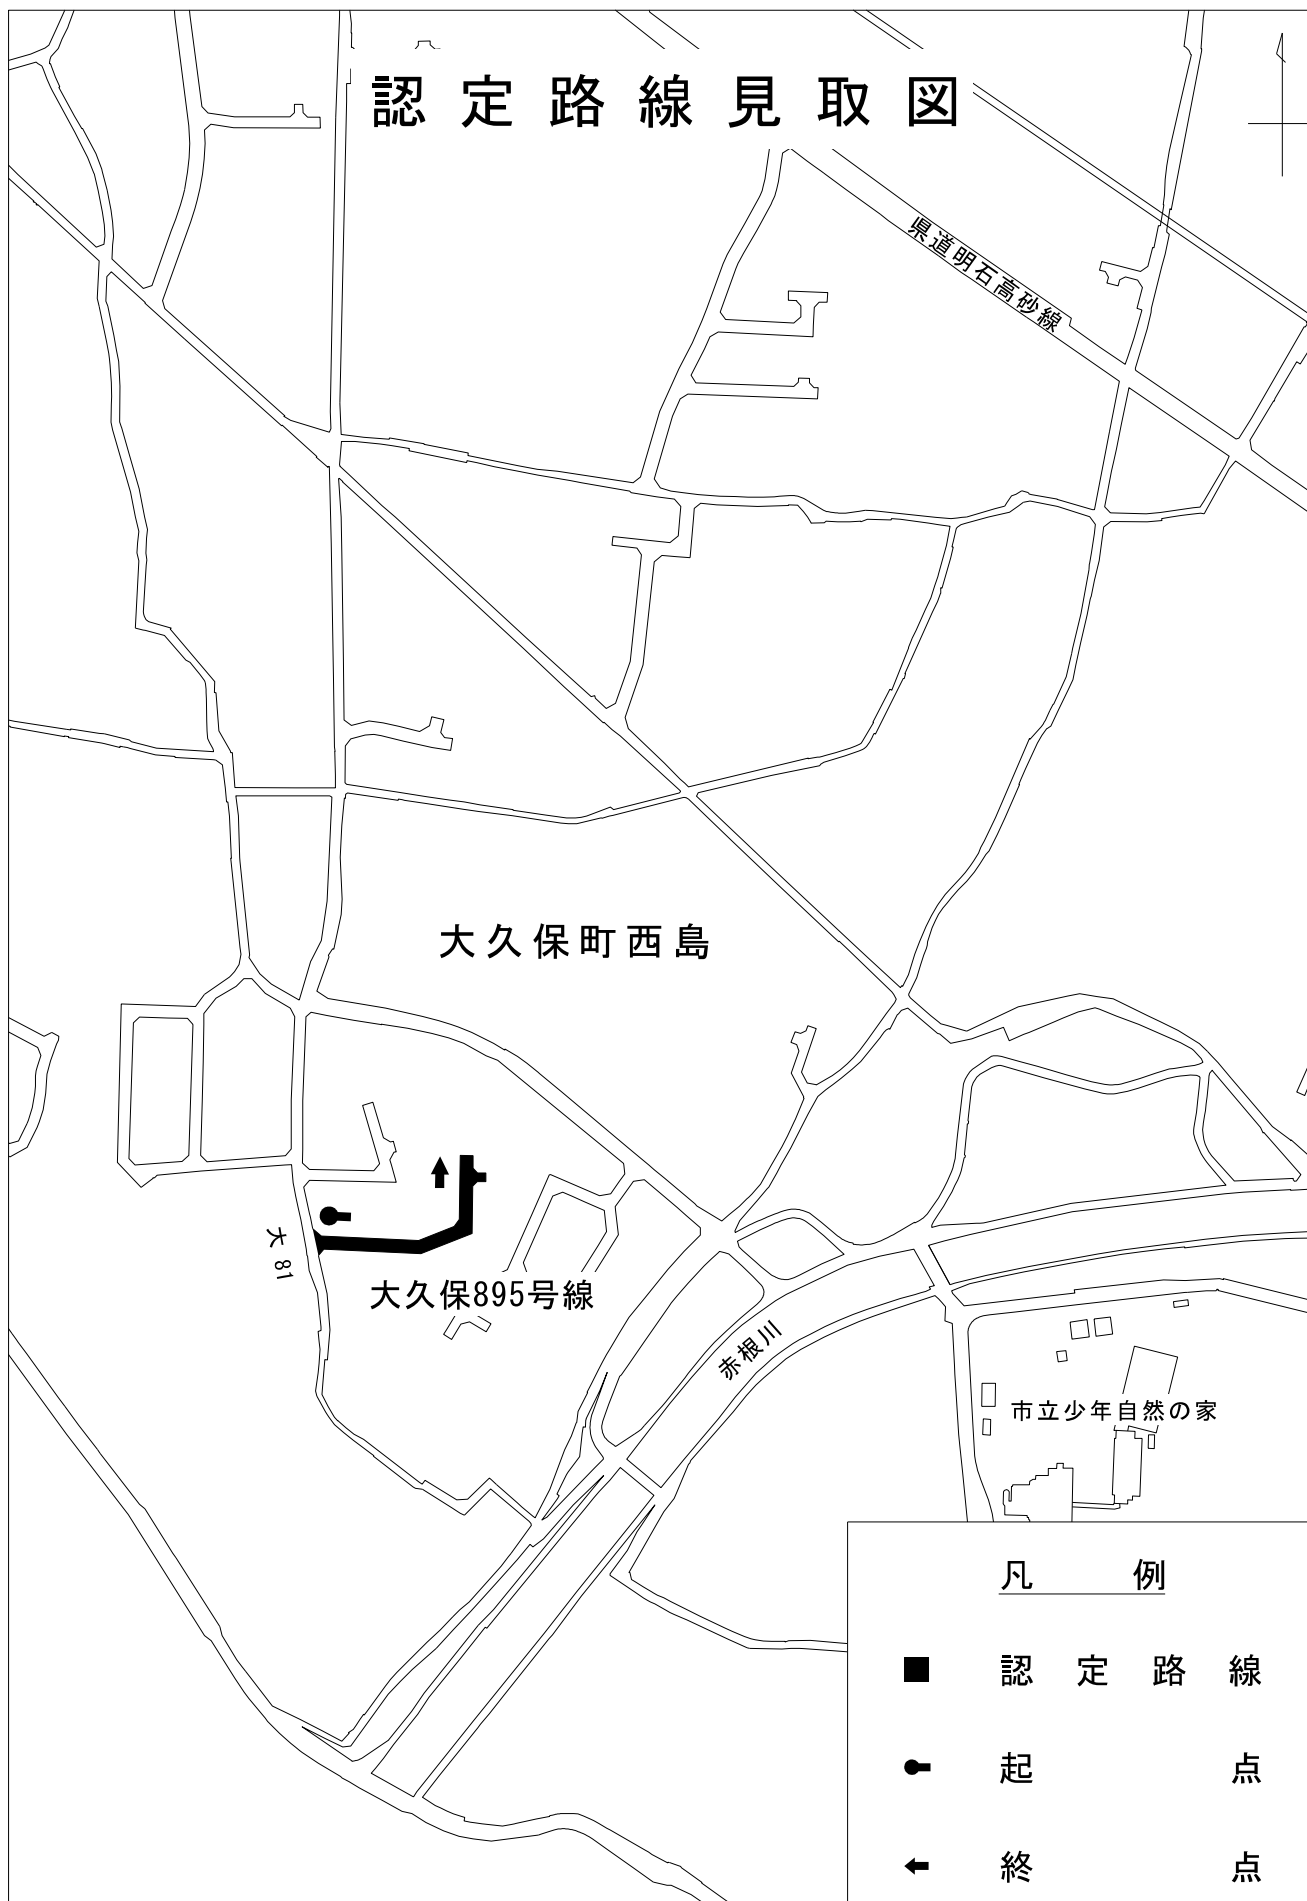 認定路線見取図
県道明石高砂線
大久保町西島
大 81
大久保895号線
赤根川
市立少年自然の家
凡例
認定路線
起点
終点